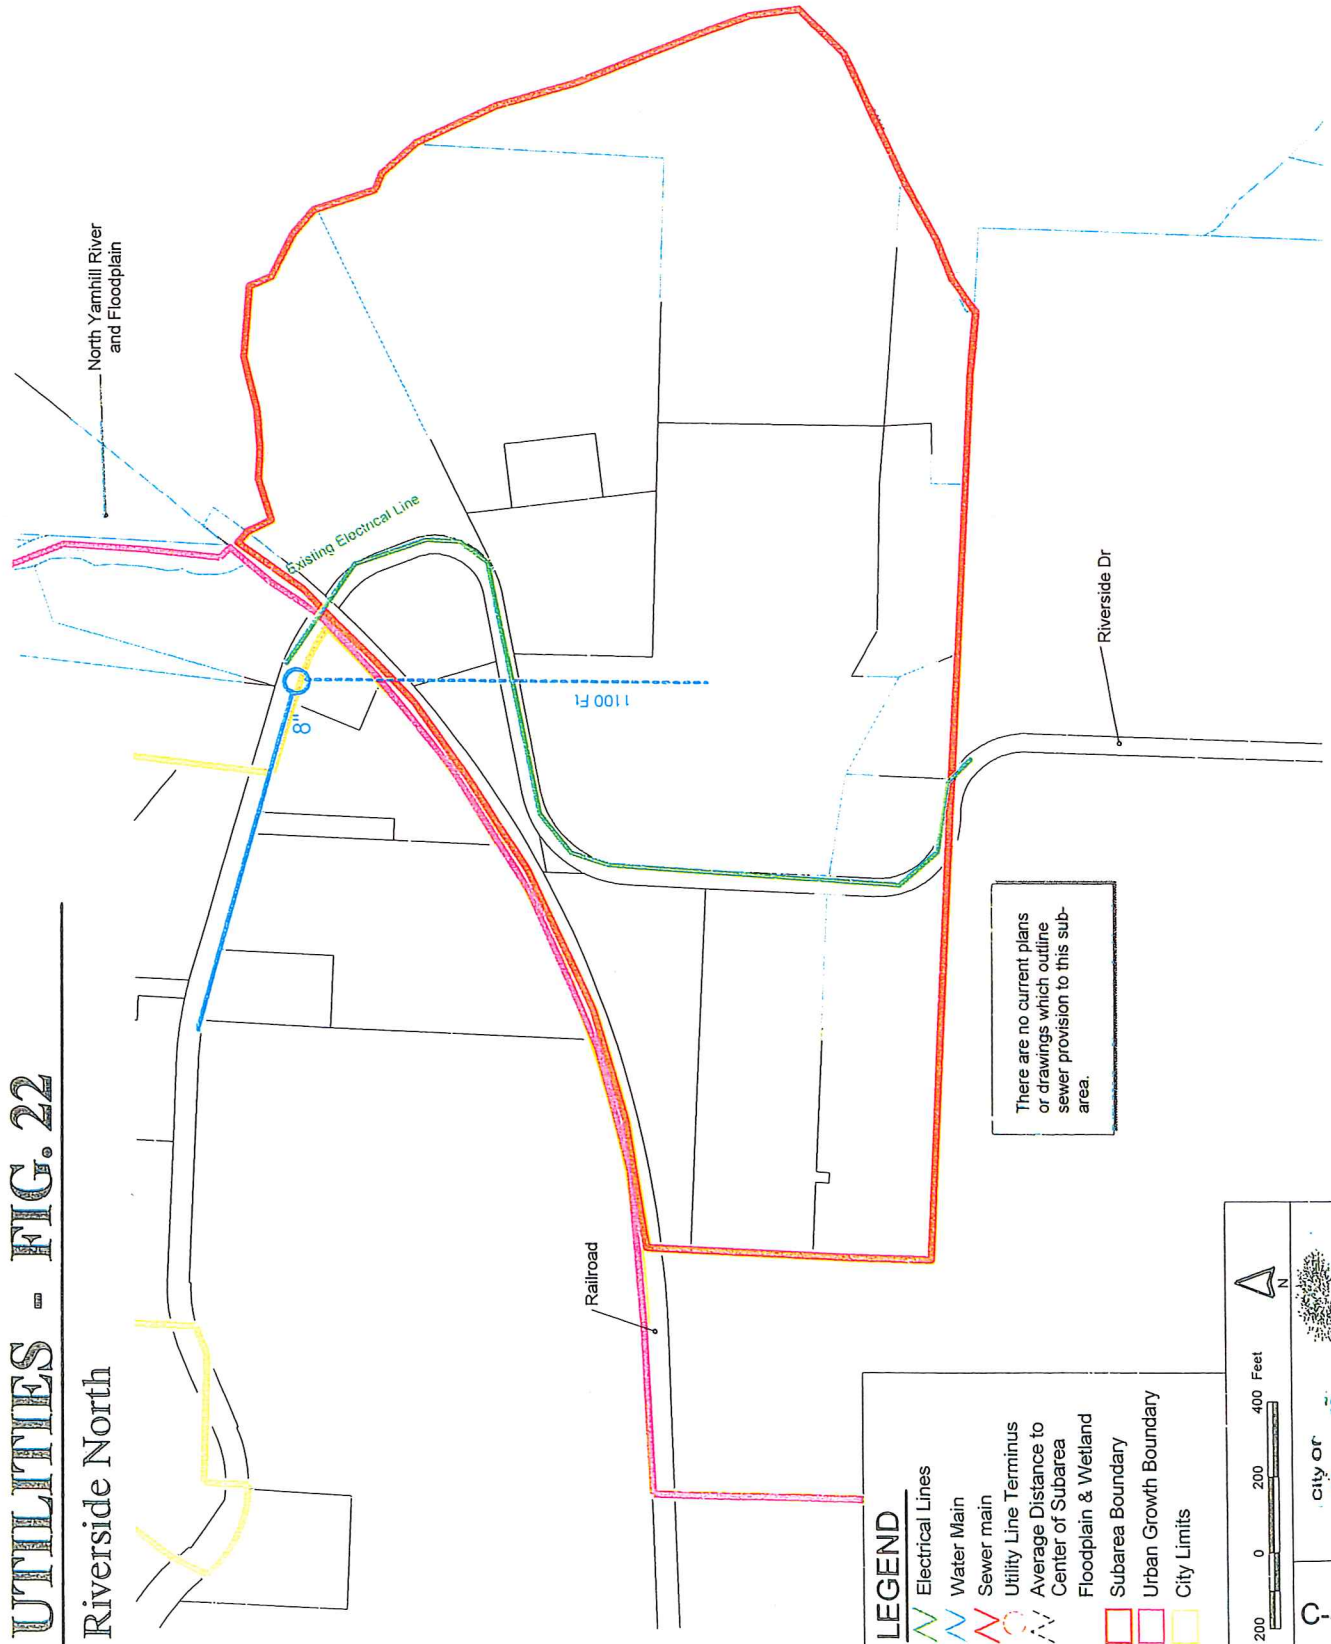 UTILITIES - FIG. 22
Riverside North
North Yamhill River
and Floodplain
Existing Electrical Line
8"
1100 Ft
Riverside Dr
Railroad
There are no current plans
or drawings which outline
sewer provision to this sub-
area.
LEGEND
Electrical Lines
Water Main
Sewer main
Utility Line Terminus
Average Distance to
Center of Subarea
Floodplain & Wetland
Subarea Boundary
Urban Growth Boundary
City Limits
200 0 200 400 Feet
N
City of